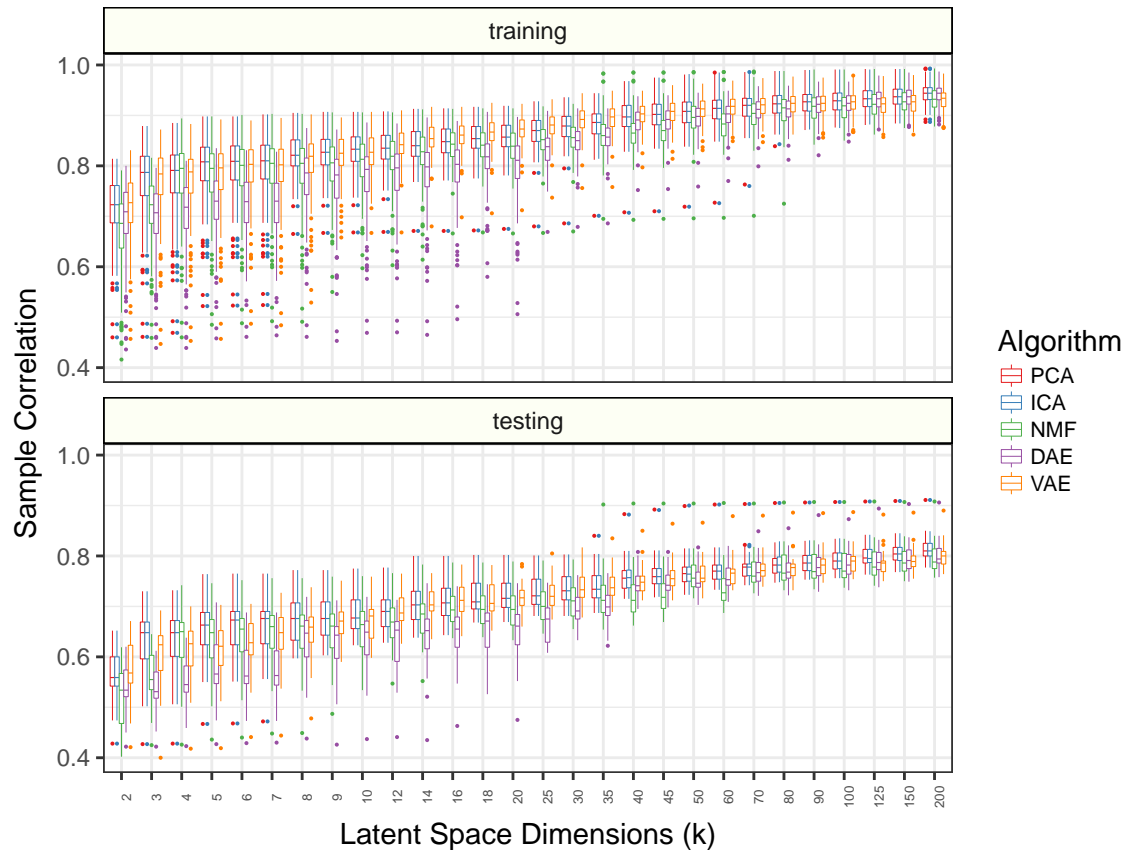 training
1.0
0.8
0.6
0.4
testing
1.0
0.8
0.6
0.4
Sample Correlation
2 3 4 5 6 7 8 9 10 12 14 16 18 20 25 30 35 40 45 50 60 70 80 90 100 125 150 200
Latent Space Dimensions (k)
Algorithm
PCA
ICA
NMF
DAE
VAE